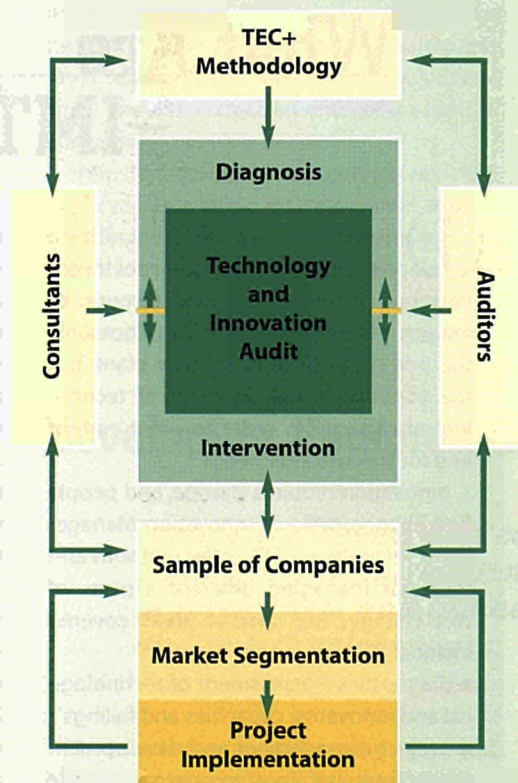 TEC+
Methodology
Diagnosis
Consultants
Technology
and
Innovation
Audit
Auditors
Intervention
Sample of Companies
Market Segmentation
Project
Implementation